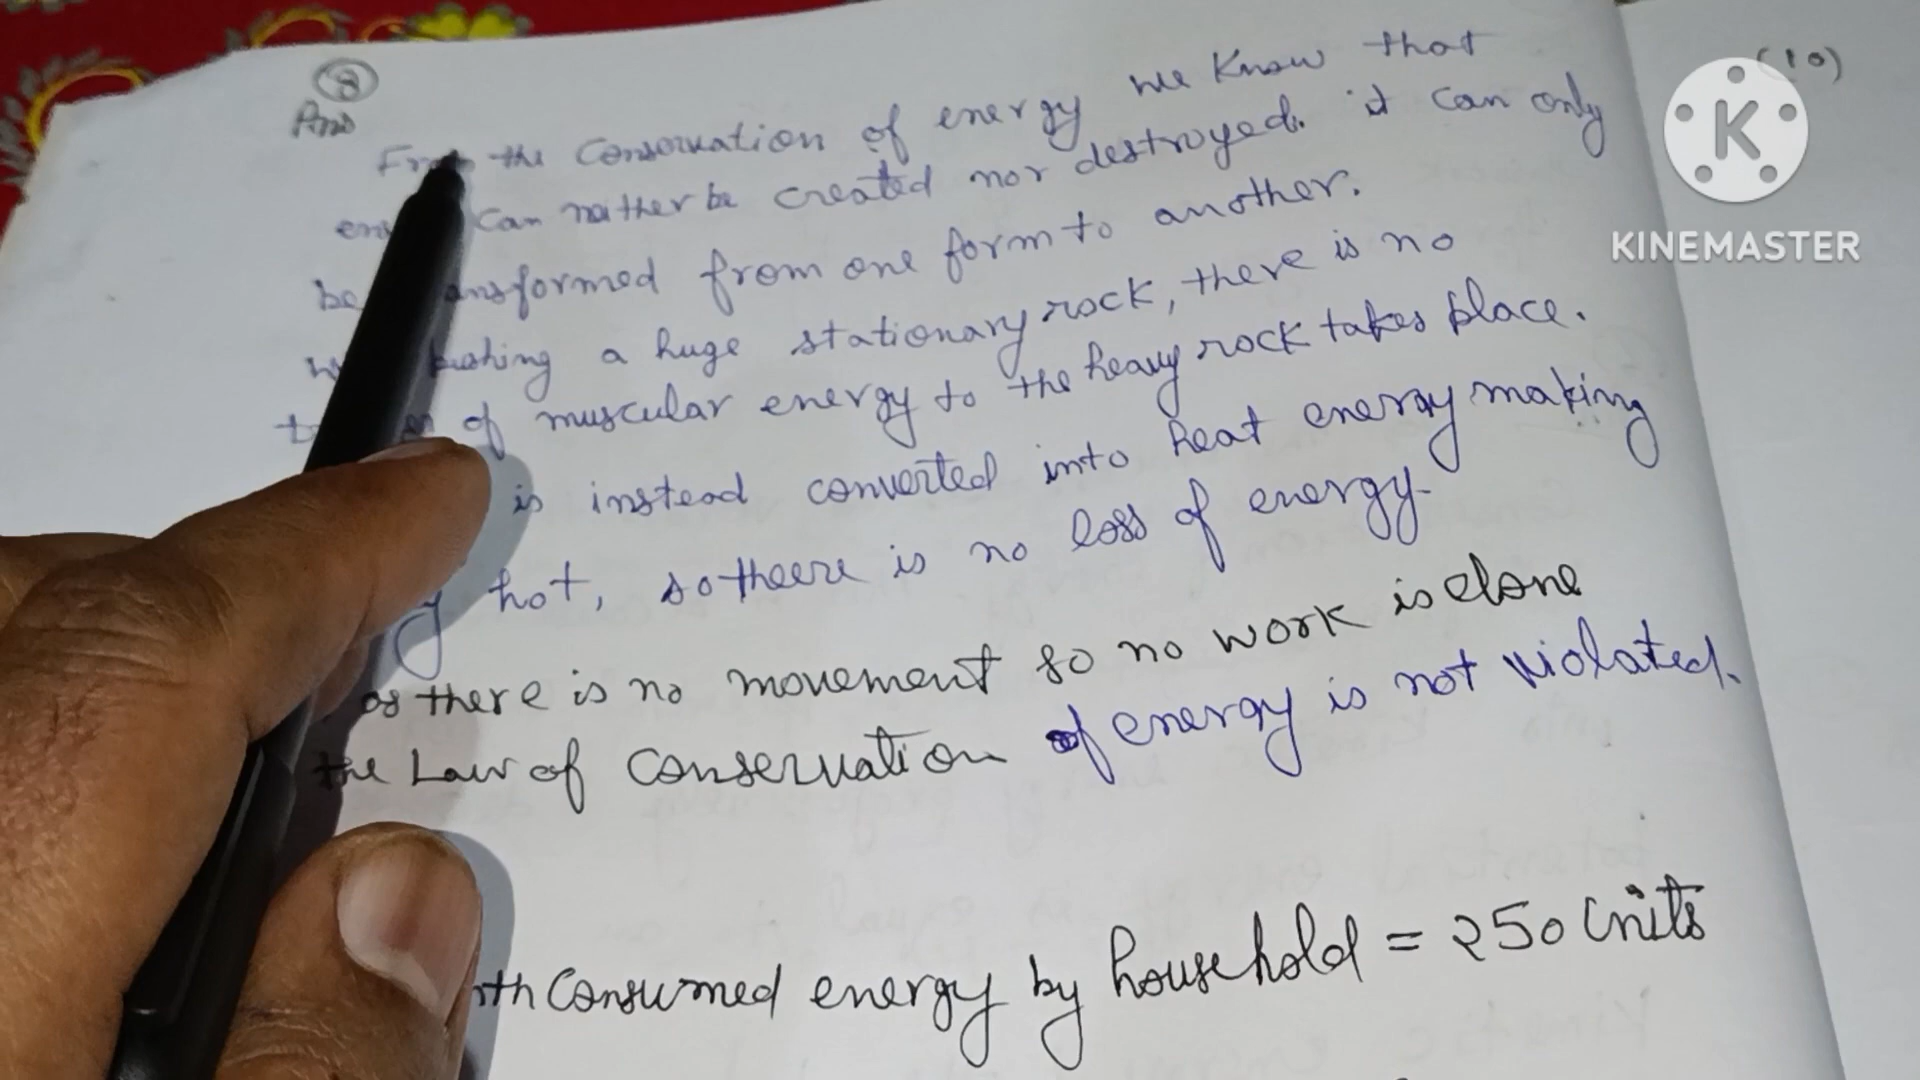 8
Ans
From the Conservation of energy we Know that
can neither be created nor destroyed. it can only
be transformed from one form to another.
pushing a huge stationary rock, there is no
of muscular energy to the heavy rock takes place.
is instead converted into heat energy making
hot, so theere is no loss of energy.
as there is no movement so no work is done
the Law of Conservation of energy is not violated.
Consumed energy by household = 250 Units
(10)
K
KINEMASTER